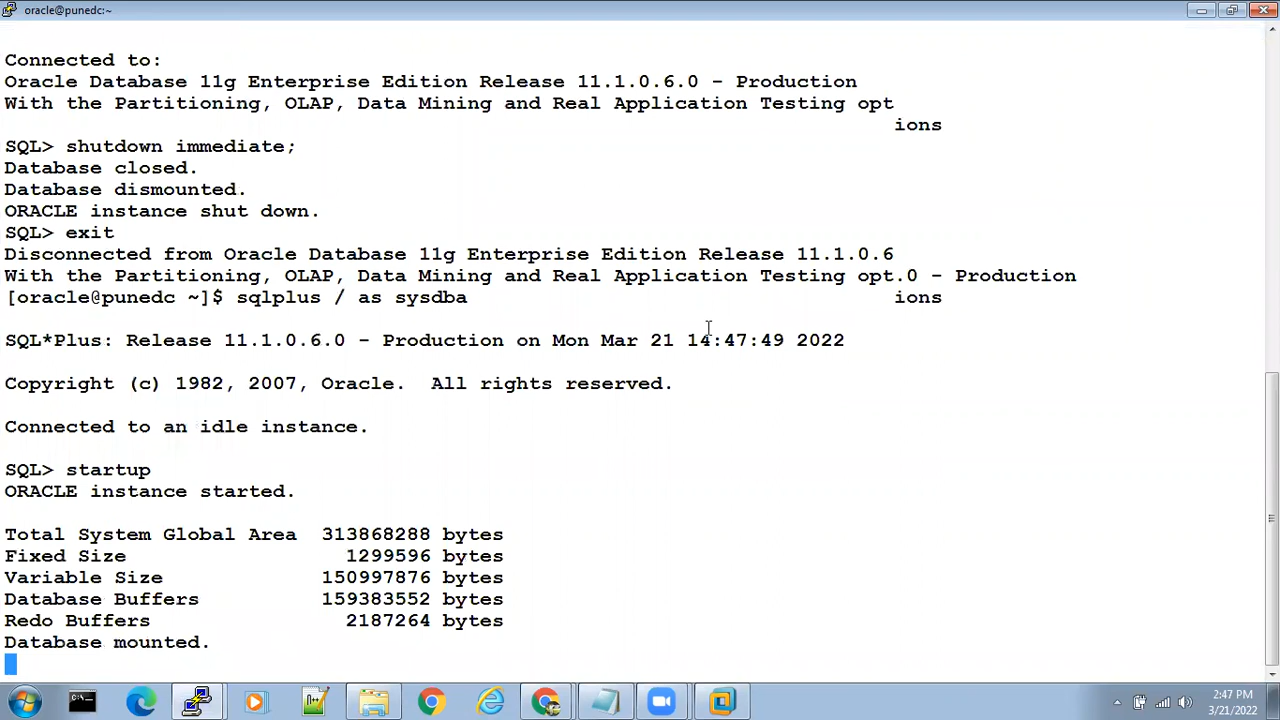 oracle@punedc:~
Connected to:
Oracle Database 11g Enterprise Edition Release 11.1.0.6.0 - Production
With the Partitioning, OLAP, Data Mining and Real Application Testing opt
ions
SQL> shutdown immediate;
Database closed.
Database dismounted.
ORACLE instance shut down.
SQL> exit
Disconnected from Oracle Database 11g Enterprise Edition Release 11.1.0.6
With the Partitioning, OLAP, Data Mining and Real Application Testing opt.0 - Production
[oracle@punedc ~]$ sqlplus / as sysdba ions
SQL*Plus: Release 11.1.0.6.0 - Production on Mon Mar 21 14:47:49 2022
Copyright (c) 1982, 2007, Oracle.  All rights reserved.
Connected to an idle instance.
SQL> startup
ORACLE instance started.
Total System Global Area  313868288 bytes
Fixed Size                  1299596 bytes
Variable Size             150997876 bytes
Database Buffers          159383552 bytes
Redo Buffers                2187264 bytes
Database mounted.
2:47 PM
3/21/2022